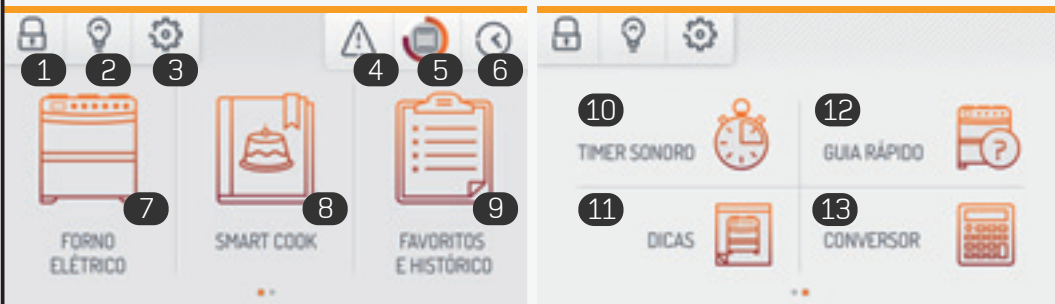 1 2 3 4 5 6
7 8 9
FORNO
ELÉTRICO
SMART COOK
FAVORITOS
E HISTÓRICO
10 12
TIMER SONORO
GUIA RÁPIDO
?
11 13
DICAS
CONVERSOR